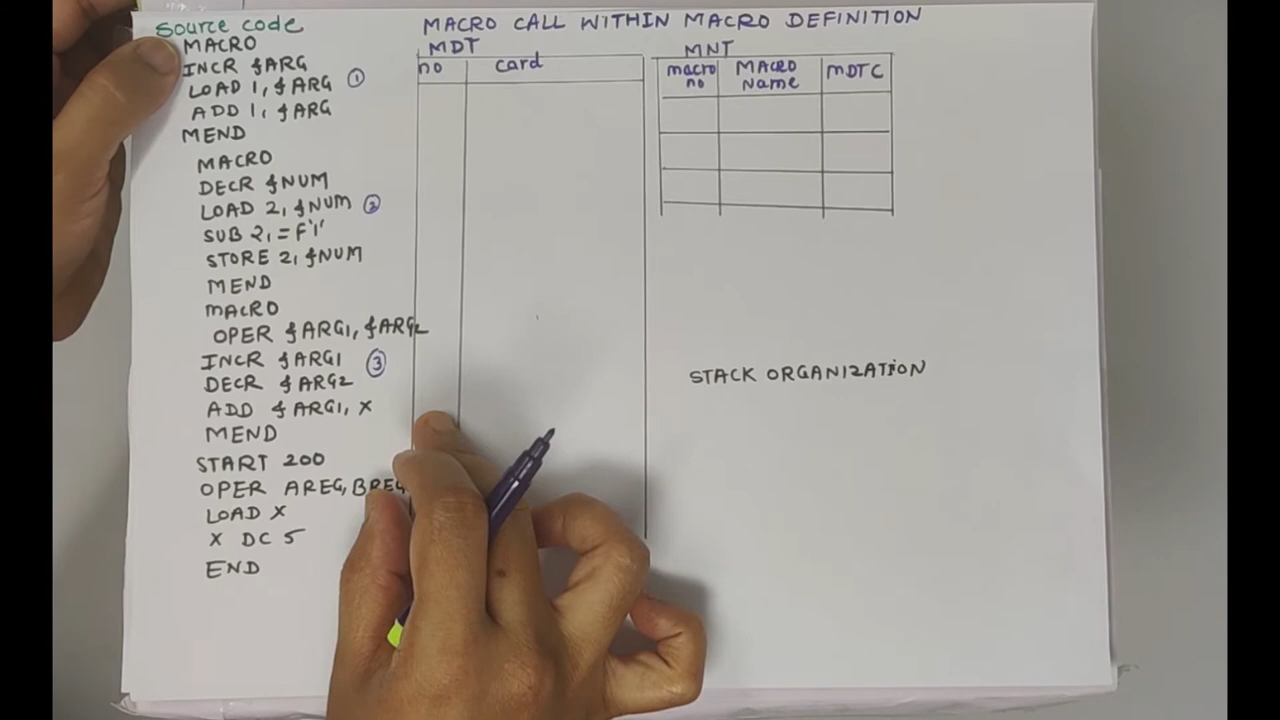 Source code
MACRO
INCR &ARG
LOAD 1, &ARG ①
ADD 1, &ARG
MEND
MACRO
DECR &NUM
LOAD 2, &NUM ②
SUB 2, = F'1'
STORE 2, &NUM
MEND
MACRO
OPER &ARG1, &ARG2
INCR &ARG1 ③
DECR &ARG2
ADD &ARG1, X
MEND
START 200
OPER AREG, BREG
LOAD X
X DC 5
END
MACRO CALL WITHIN MACRO DEFINITION
MDT
no card
MNT
macro no MACRO Name MDTC
STACK ORGANIZATION